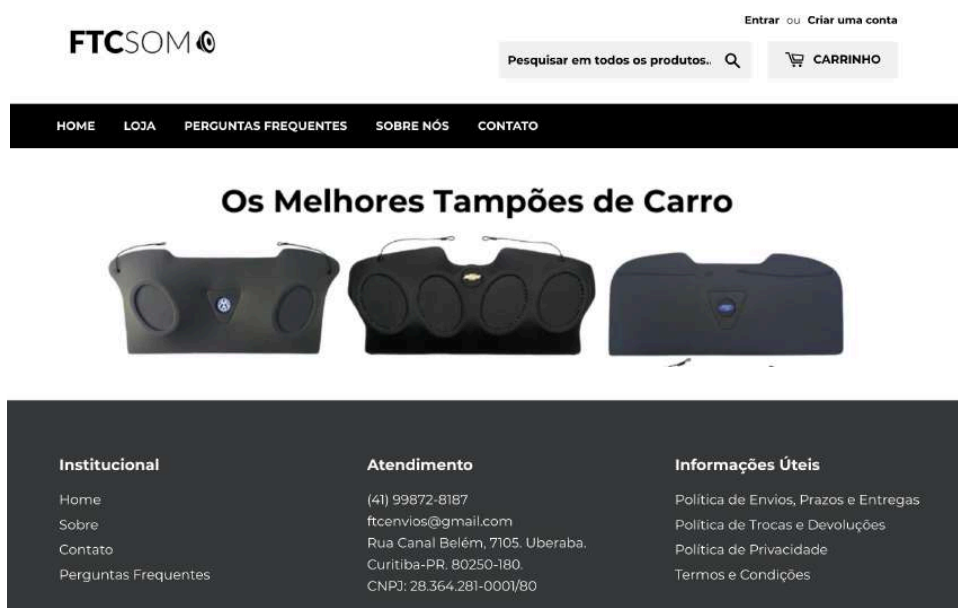 Entrar ou Criar uma conta
FTCSOM
Pesquisar em todos os produtos..
CARRINHO
HOME LOJA PERGUNTAS FREQUENTES SOBRE NÓS CONTATO
Os Melhores Tampões de Carro
Institucional
Home
Sobre
Contato
Perguntas Frequentes
Atendimento
(41) 99872-8187
ftcenvios@gmail.com
Rua Canal Belém, 7105. Uberaba.
Curitiba-PR. 80250-180.
CNPJ: 28.364.281-0001/80
Informações Úteis
Política de Envios, Prazos e Entregas
Política de Trocas e Devoluções
Política de Privacidade
Termos e Condições